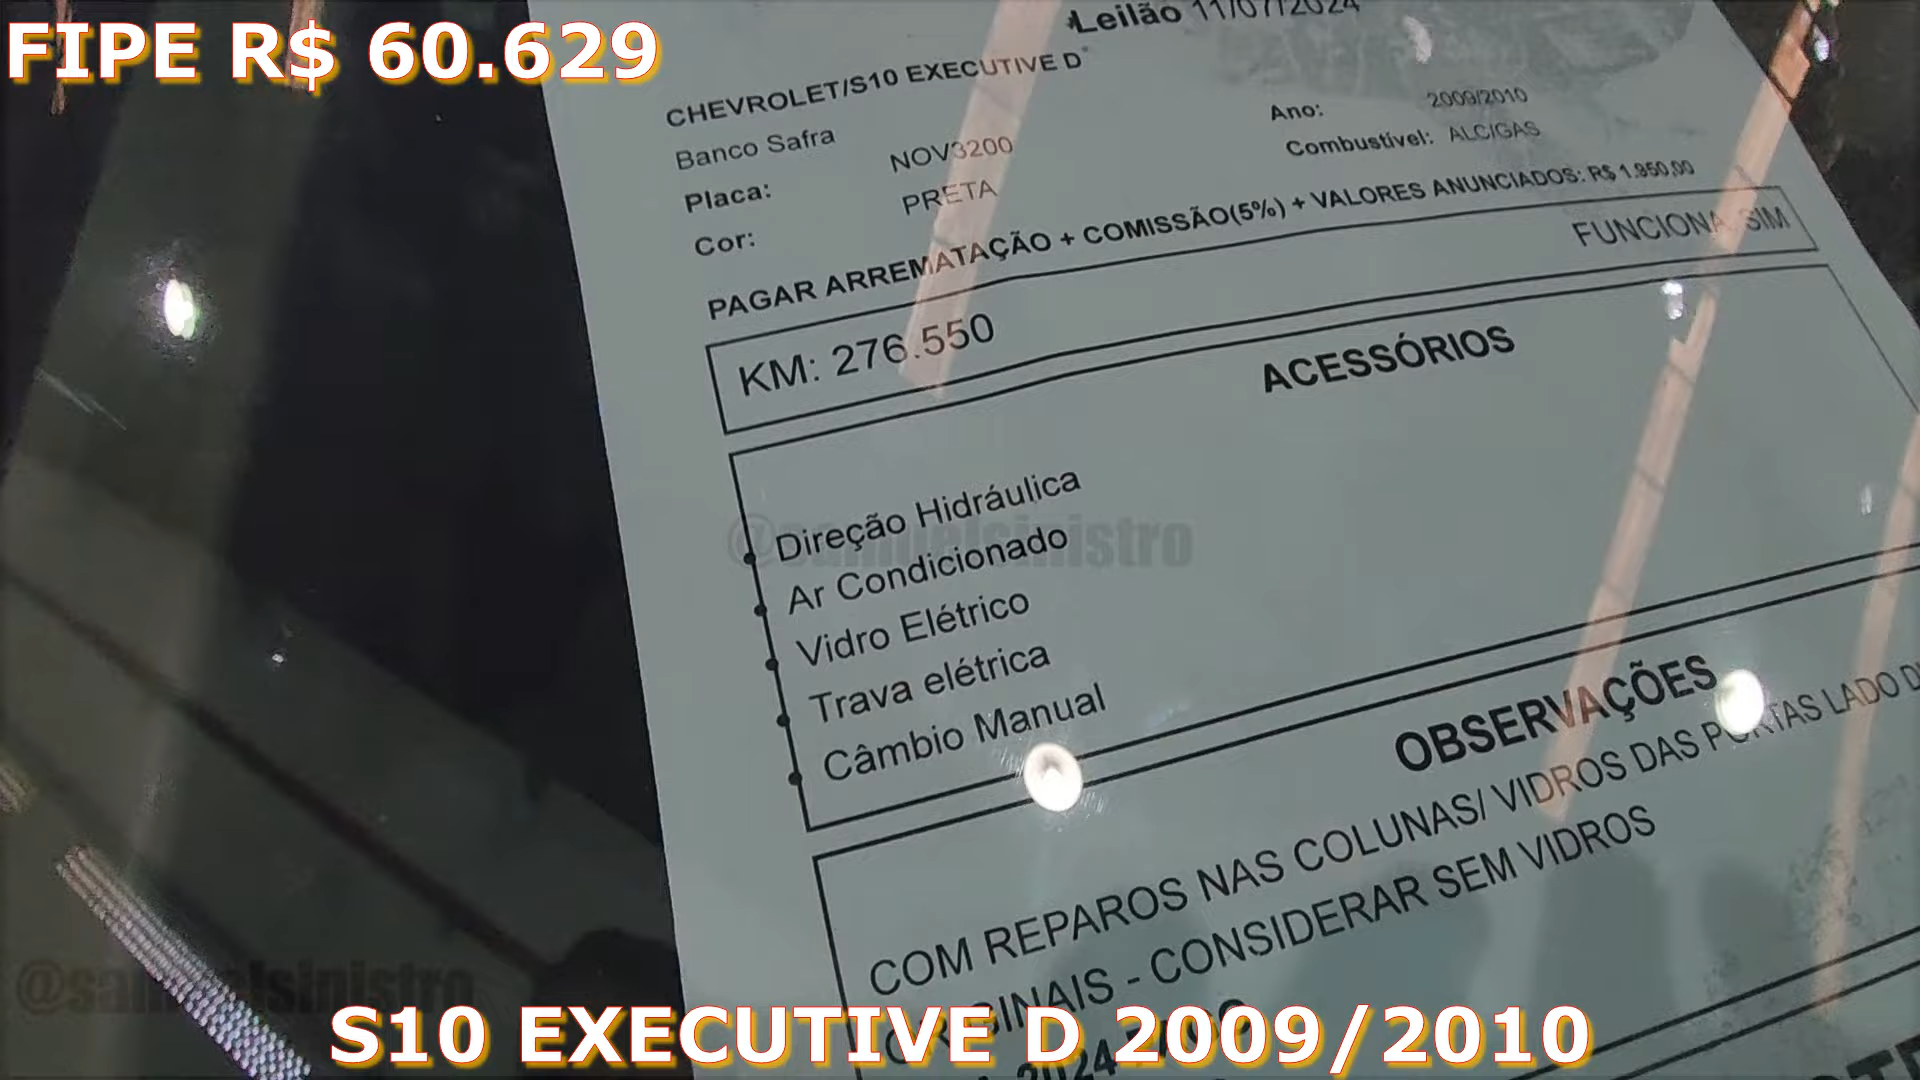 FIPE R$ 60.629
Leilão 11/07/2024
CHEVROLET/S10 EXECUTIVE D
Banco Safra
Placa: NOV3200
Cor: PRETA
Ano: 2009/2010
Combustível: ALC/GAS
PAGAR ARREMATAÇÃO + COMISSÃO(5%) + VALORES ANUNCIADOS: R$ 1.950,00
KM: 276.550 FUNCIONA SIM
ACESSÓRIOS
Direção Hidráulica
Ar Condicionado
Vidro Elétrico
Trava elétrica
Câmbio Manual
@samuelsinistro
OBSERVAÇÕES
COM REPAROS NAS COLUNAS/ VIDROS DAS PORTAS LADO
ORIGINAIS - CONSIDERAR SEM VIDROS
2024
@samuelsinistro
S10 EXECUTIVE D 2009/2010